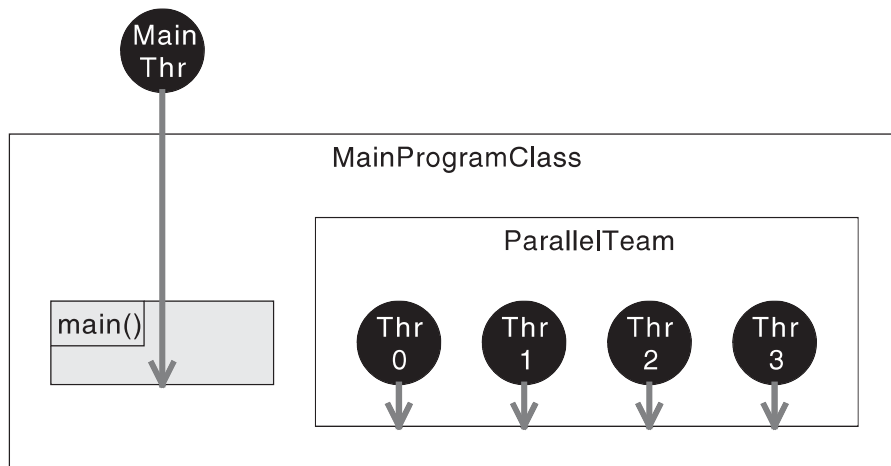 Main
Thr
MainProgramClass
ParallelTeam
main()
Thr
0
Thr
1
Thr
2
Thr
3